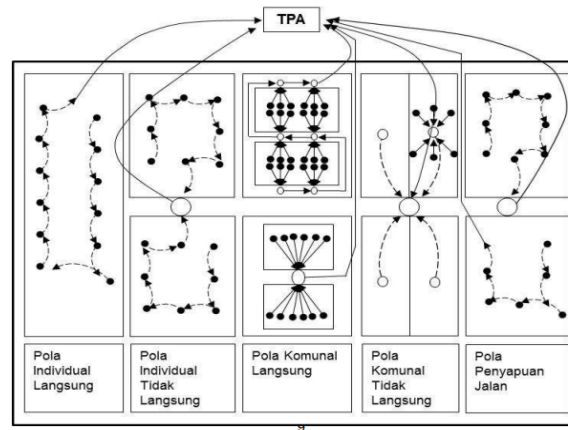 TPA
Pola
Individual
Langsung
Pola
Individual
Tidak
Langsung
Pola Komunal
Langsung
Pola
Komunal
Tidak
Langsung
Pola
Penyapuan
Jalan